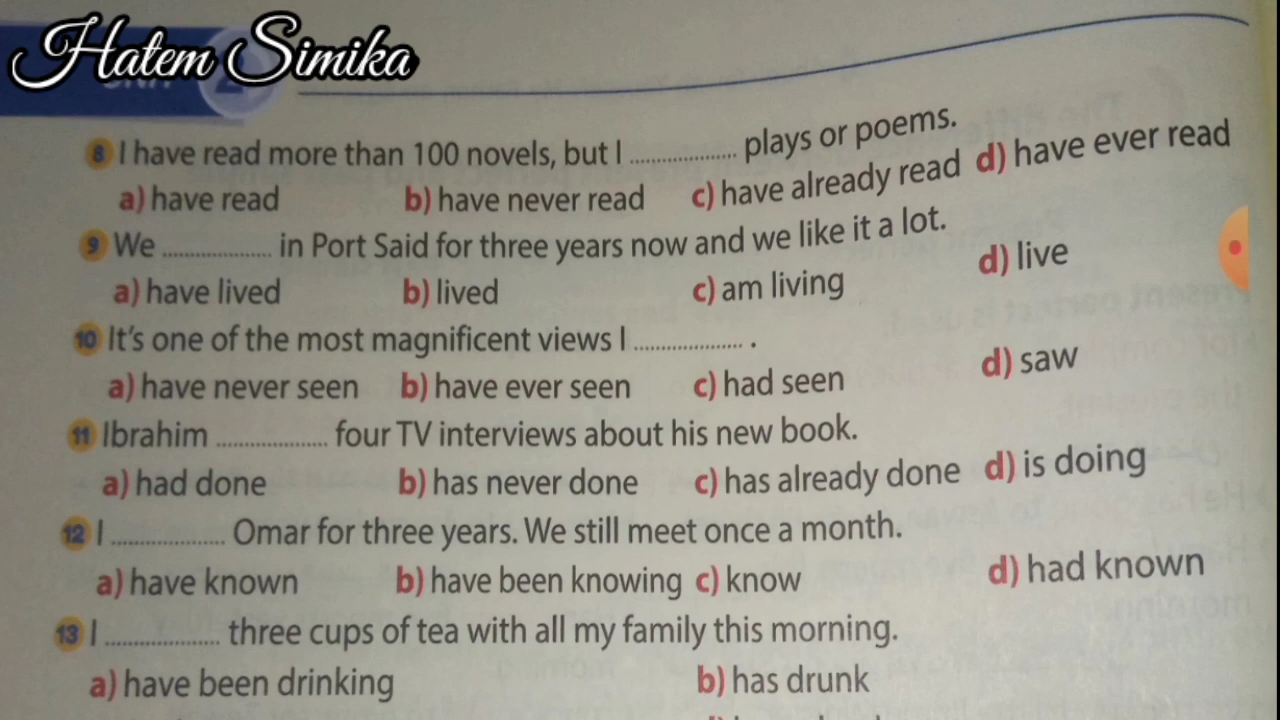 Hatem Simika
8 I have read more than 100 novels, but I .................... plays or poems.
a) have read b) have never read c) have already read d) have ever read
9 We .................... in Port Said for three years now and we like it a lot.
a) have lived b) lived c) am living d) live
10 It's one of the most magnificent views I .................... .
a) have never seen b) have ever seen c) had seen d) saw
11 Ibrahim .................... four TV interviews about his new book.
a) had done b) has never done c) has already done d) is doing
12 I .................... Omar for three years. We still meet once a month.
a) have known b) have been knowing c) know d) had known
13 I .................... three cups of tea with all my family this morning.
a) have been drinking b) has drunk